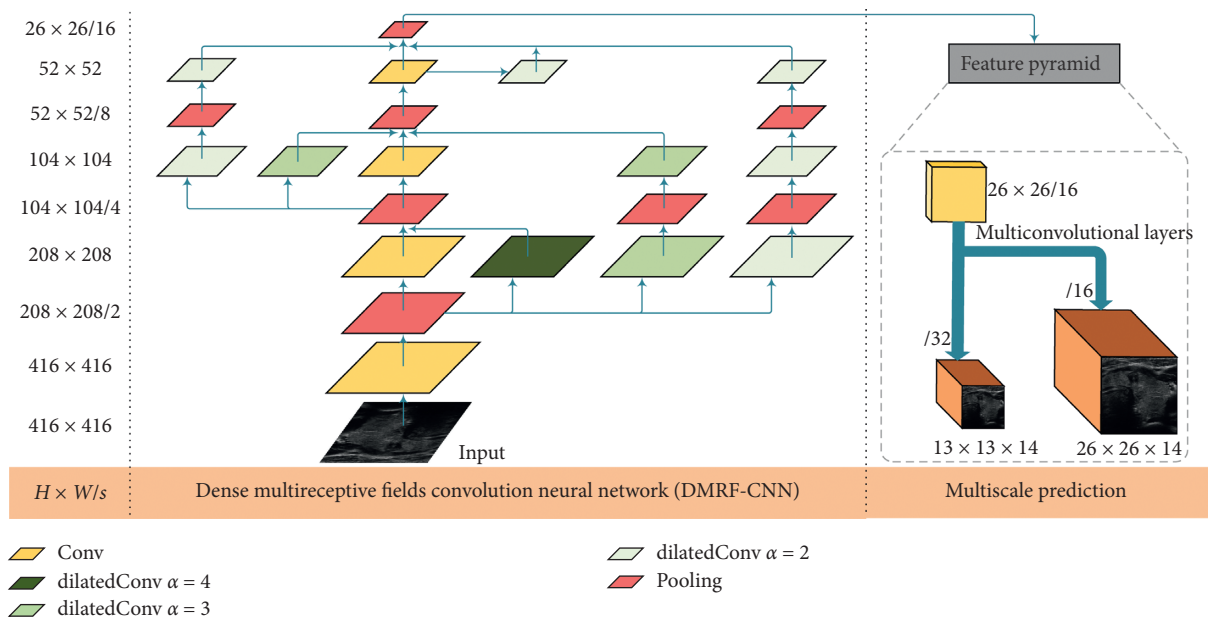 26 × 26/16
52 × 52
52 × 52/8
104 × 104
104 × 104/4
208 × 208
208 × 208/2
416 × 416
416 × 416
Input
Feature pyramid
26 × 26/16
Multiconvolutional layers
/16
/32
13 × 13 × 14
26 × 26 × 14
H × W/s
Dense multireceptive fields convolution neural network (DMRF-CNN)
Multiscale prediction
Conv
dilatedConv α = 4
dilatedConv α = 3
dilatedConv α = 2
Pooling